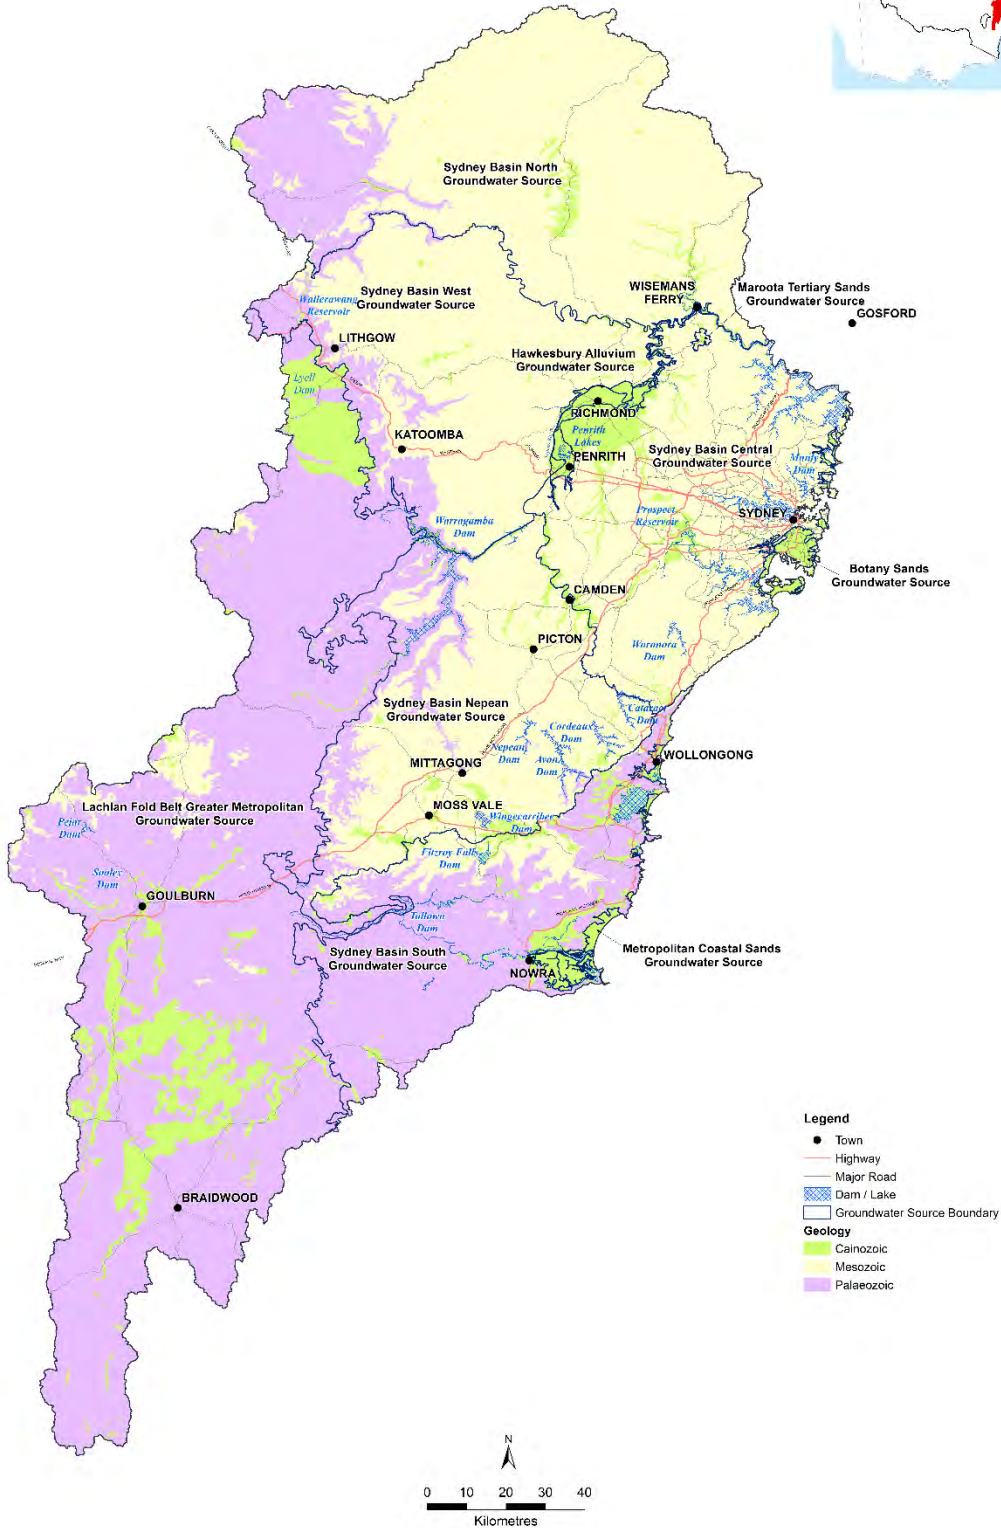 Sydney Basin North
Groundwater Source
WISEMANS
FERRY
Maroota Tertiary Sands
Groundwater Source
GOSFORD
Sydney Basin West
Groundwater Source
Wallerawang
Reservoir
LITHGOW
Hawkesbury Alluvium
Groundwater Source
Lyell
Dam
RICHMOND
Penrith
Lakes
KATOOMBA
PENRITH
Sydney Basin Central
Groundwater Source
Manly
Dam
Prospect
Reservoir
SYDNEY
Warragamba
Dam
Botany Sands
Groundwater Source
CAMDEN
PICTON
Woronora
Dam
Sydney Basin Nepean
Groundwater Source
Cataract
Dam
Cordeaux
Dam
Nepean
Dam
Avon
Dam
WOLLONGONG
MITTAGONG
MOSS VALE
Wingecarribee
Dam
Lachlan Fold Belt Greater Metropolitan
Groundwater Source
Pejar
Dam
Fitzroy Falls
Dam
Sooley
Dam
GOULBURN
Tallowa
Dam
Sydney Basin South
Groundwater Source
NOWRA
Metropolitan Coastal Sands
Groundwater Source
BRAIDWOOD
Legend
Town
Highway
Major Road
Dam / Lake
Groundwater Source Boundary
Geology
Cainozoic
Mesozoic
Palaeozoic
N
0 10 20 30 40
Kilometres